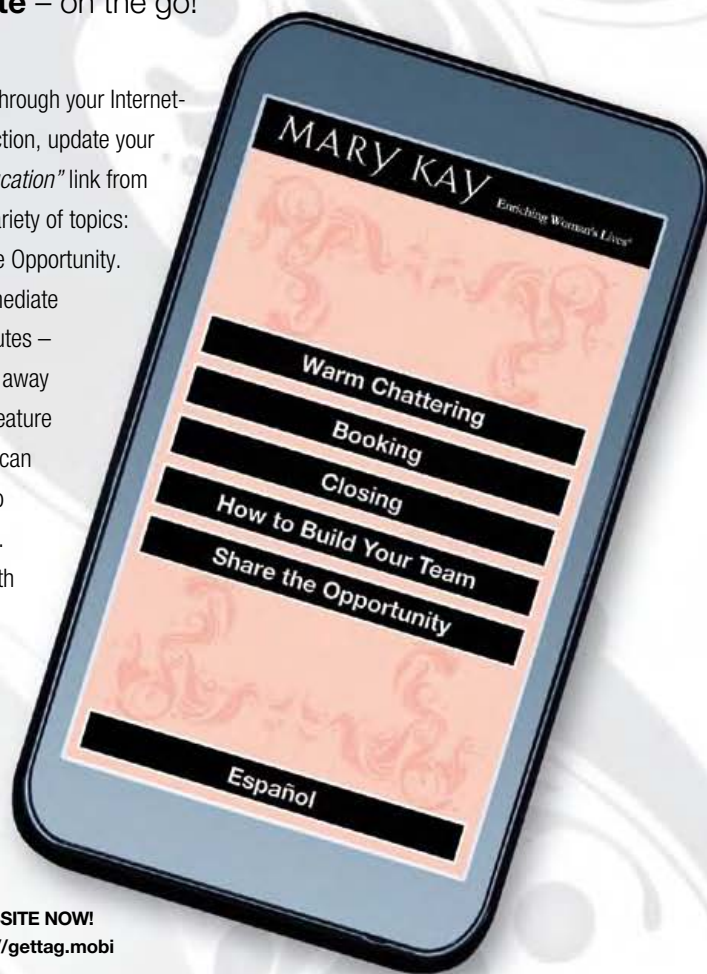 te – on the go!
hrough your Internet-
ction, update your
cation" link from
ariety of topics:
e Opportunity.
mediate
utes –
away
eature
can
o
.
th
MARY KAY
Enriching Women's Lives®
Warm Chattering
Booking
Closing
How to Build Your Team
Share the Opportunity
Español
SITE NOW!
//gettag.mobi